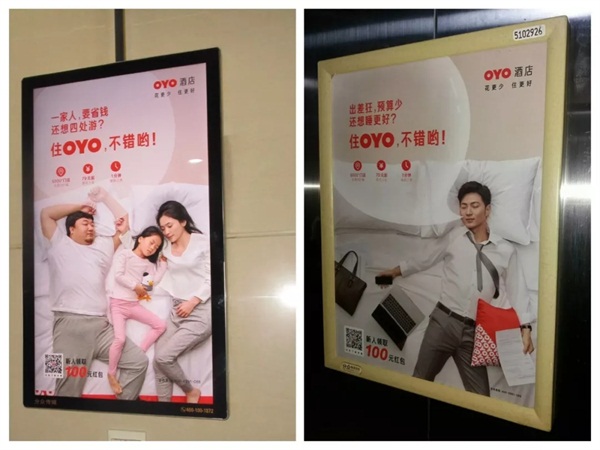 OYO 酒店
花更少 住更好
一家人,要省钱
还想四处游?
住OYO,不错哟!
新人领取
100元红包
5102926
OYO 酒店
花更少 住更好
出差狂,预算少
还想睡更好?
住OYO,不错哟!
新人领取
100元红包